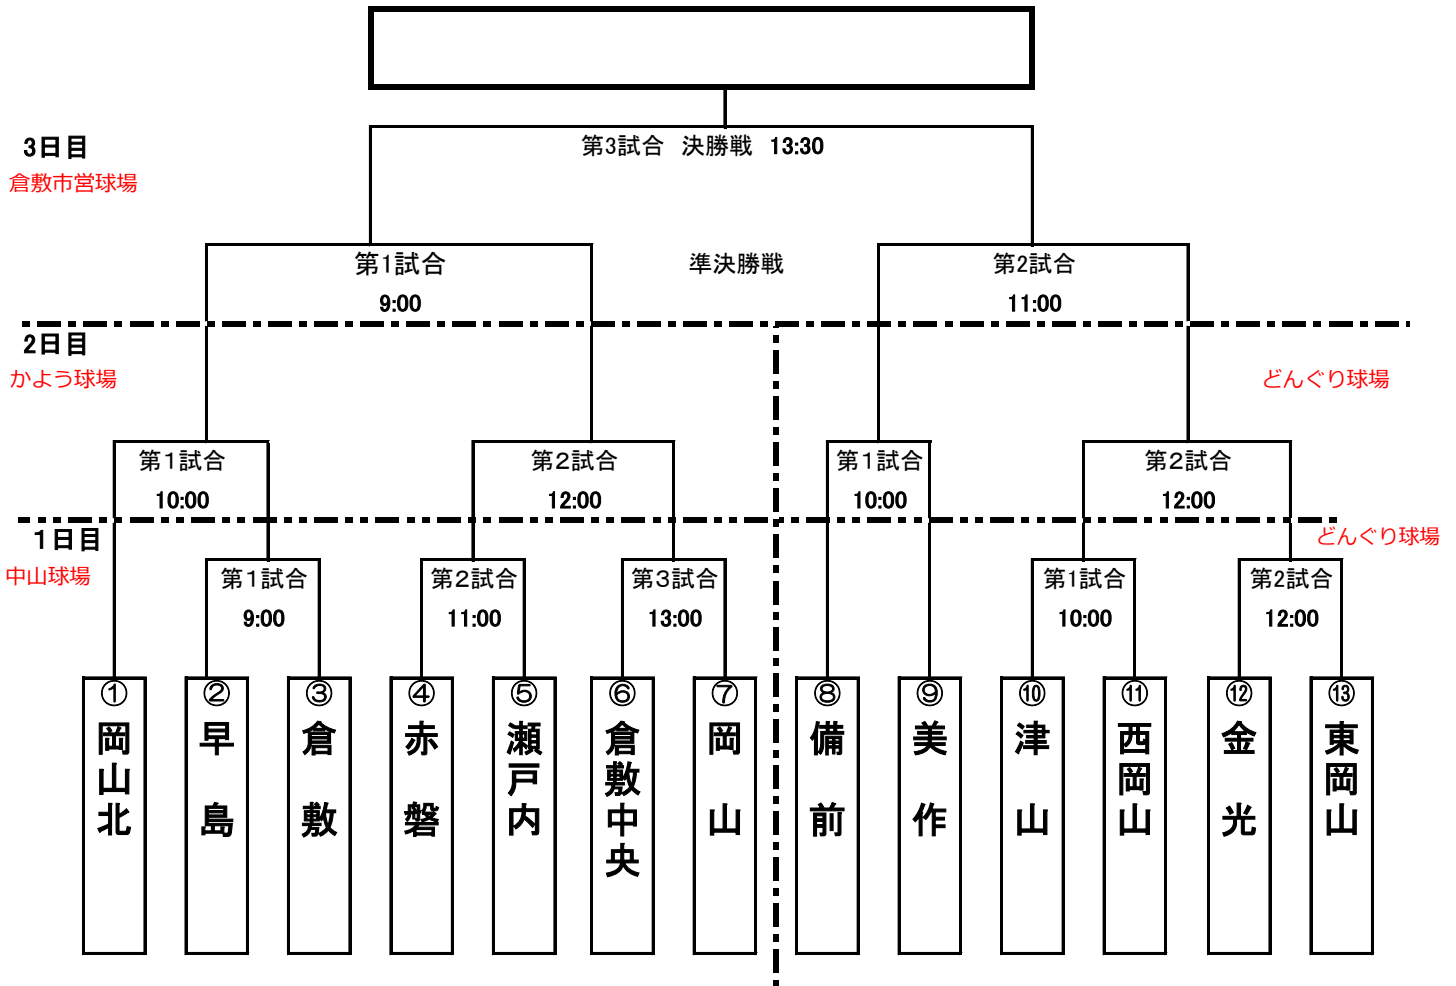 第3試合 決勝戦 13:30
3日目
倉敷市営球場
第1試合
9:00
準決勝戦
第2試合
11:00
2日目
かよう球場
どんぐり球場
第１試合
10:00
第２試合
12:00
第１試合
10:00
第２試合
12:00
１日目
中山球場
どんぐり球場
第１試合
9:00
第２試合
11:00
第３試合
13:00
第1試合
10:00
第2試合
12:00
①岡山北
②早島
③倉敷
④赤磐
⑤瀬戸内
⑥倉敷中央
⑦岡山
⑧備前
⑨美作
⑩津山
⑪西岡山
⑫金光
⑬東岡山